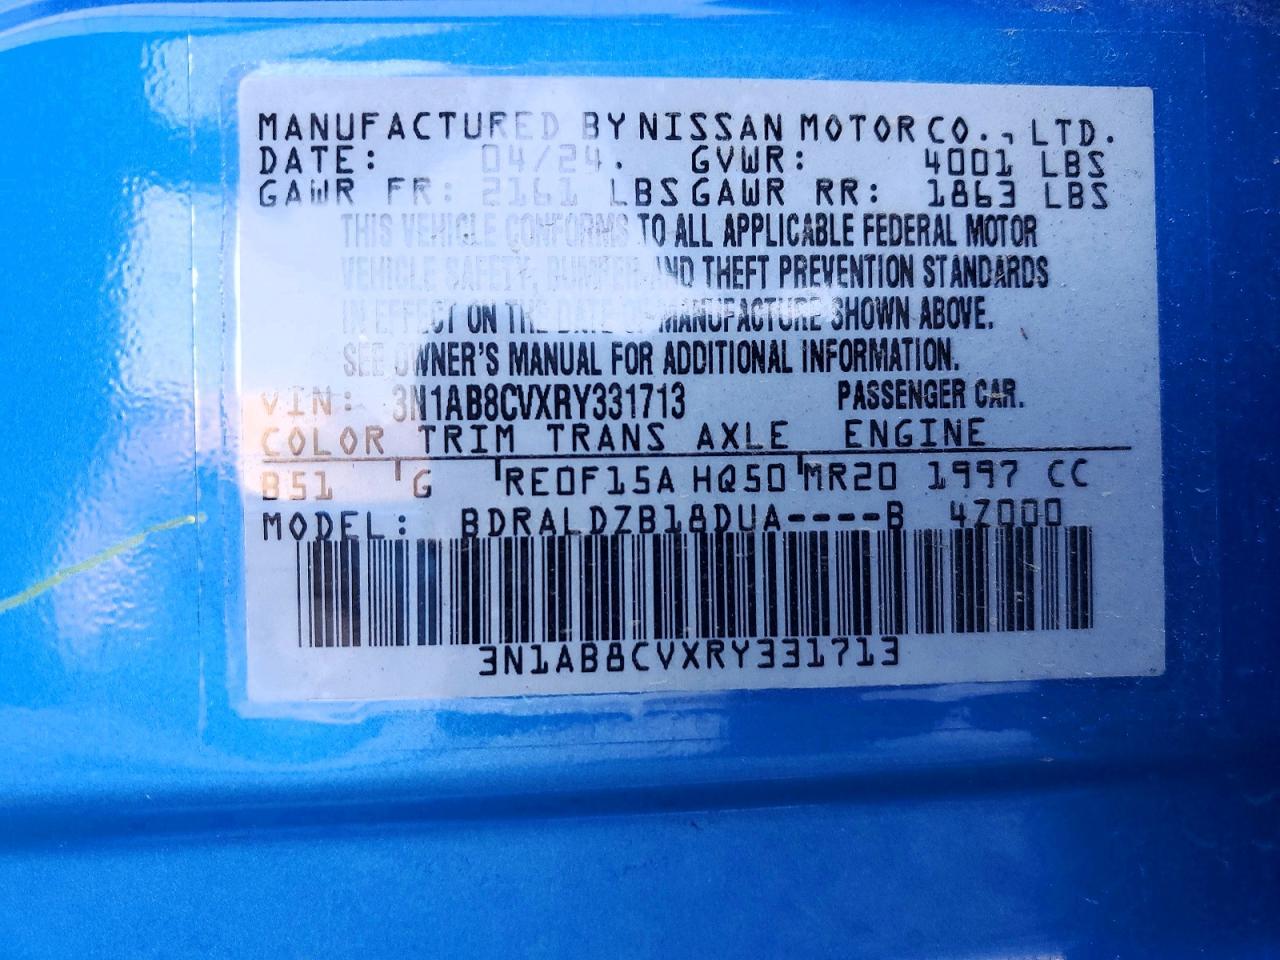 MANUFACTURED BY NISSAN MOTOR CO., LTD.
DATE: 04/24. GVWR: 4001 LBS
GAWR FR: 2161 LBS GAWR RR: 1863 LBS
THIS VEHICLE CONFORMS TO ALL APPLICABLE FEDERAL MOTOR
VEHICLE SAFETY, BUMPER AND THEFT PREVENTION STANDARDS
IN EFFECT ON THE DATE OF MANUFACTURE SHOWN ABOVE.
SEE OWNER'S MANUAL FOR ADDITIONAL INFORMATION.
VIN: 3N1AB8CVXRY331713 PASSENGER CAR.
COLOR TRIM TRANS AXLE ENGINE
B51 G RE0F15A HQ50 MR20 1997 CC
MODEL: BDRALDZB18DUA----B 4Z000
3N1AB8CVXRY331713